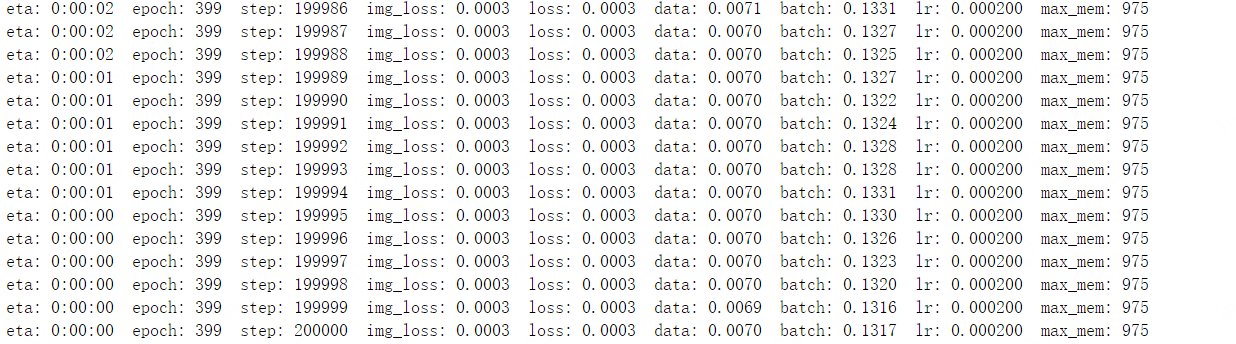 eta: 0:00:02 epoch: 399 step: 199986 img_loss: 0.0003 loss: 0.0003 data: 0.0071 batch: 0.1331 lr: 0.000200 max_mem: 975
eta: 0:00:02 epoch: 399 step: 199987 img_loss: 0.0003 loss: 0.0003 data: 0.0070 batch: 0.1327 lr: 0.000200 max_mem: 975
eta: 0:00:02 epoch: 399 step: 199988 img_loss: 0.0003 loss: 0.0003 data: 0.0070 batch: 0.1325 lr: 0.000200 max_mem: 975
eta: 0:00:01 epoch: 399 step: 199989 img_loss: 0.0003 loss: 0.0003 data: 0.0070 batch: 0.1327 lr: 0.000200 max_mem: 975
eta: 0:00:01 epoch: 399 step: 199990 img_loss: 0.0003 loss: 0.0003 data: 0.0070 batch: 0.1322 lr: 0.000200 max_mem: 975
eta: 0:00:01 epoch: 399 step: 199991 img_loss: 0.0003 loss: 0.0003 data: 0.0070 batch: 0.1324 lr: 0.000200 max_mem: 975
eta: 0:00:01 epoch: 399 step: 199992 img_loss: 0.0003 loss: 0.0003 data: 0.0070 batch: 0.1328 lr: 0.000200 max_mem: 975
eta: 0:00:01 epoch: 399 step: 199993 img_loss: 0.0003 loss: 0.0003 data: 0.0070 batch: 0.1328 lr: 0.000200 max_mem: 975
eta: 0:00:01 epoch: 399 step: 199994 img_loss: 0.0003 loss: 0.0003 data: 0.0070 batch: 0.1331 lr: 0.000200 max_mem: 975
eta: 0:00:00 epoch: 399 step: 199995 img_loss: 0.0003 loss: 0.0003 data: 0.0070 batch: 0.1330 lr: 0.000200 max_mem: 975
eta: 0:00:00 epoch: 399 step: 199996 img_loss: 0.0003 loss: 0.0003 data: 0.0070 batch: 0.1326 lr: 0.000200 max_mem: 975
eta: 0:00:00 epoch: 399 step: 199997 img_loss: 0.0003 loss: 0.0003 data: 0.0070 batch: 0.1323 lr: 0.000200 max_mem: 975
eta: 0:00:00 epoch: 399 step: 199998 img_loss: 0.0003 loss: 0.0003 data: 0.0070 batch: 0.1320 lr: 0.000200 max_mem: 975
eta: 0:00:00 epoch: 399 step: 199999 img_loss: 0.0003 loss: 0.0003 data: 0.0069 batch: 0.1316 lr: 0.000200 max_mem: 975
eta: 0:00:00 epoch: 399 step: 200000 img_loss: 0.0003 loss: 0.0003 data: 0.0070 batch: 0.1317 lr: 0.000200 max_mem: 975